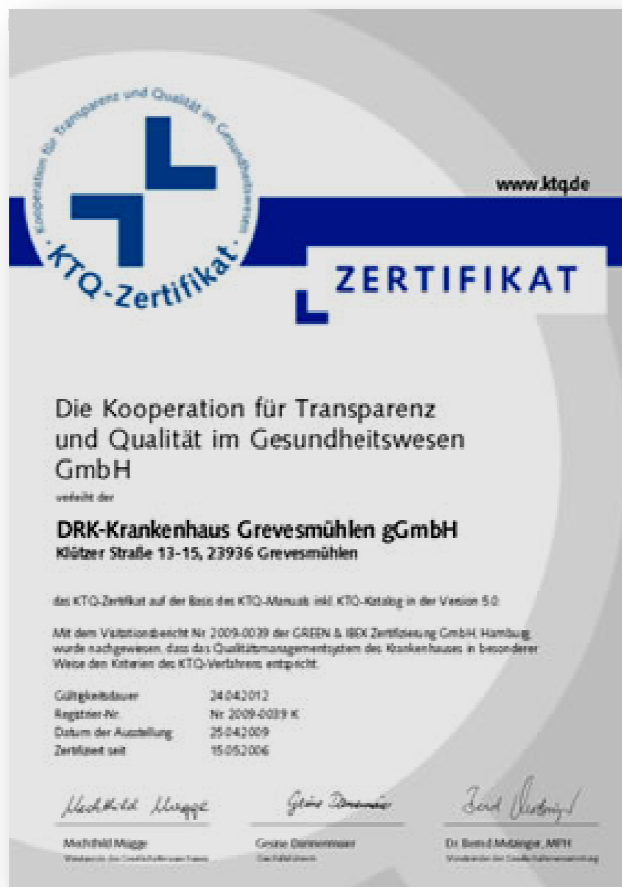 Kooperation für Transparenz und Qualität im Gesundheitswesen
· KTQ-Zertifikat ·
www.ktq.de
ZERTIFIKAT
Die Kooperation für Transparenz
und Qualität im Gesundheitswesen
GmbH
verleiht der
DRK-Krankenhaus Grevesmühlen gGmbH
Klützer Straße 13-15, 23936 Grevesmühlen
das KTQ-Zertifikat auf der Basis des KTQ-Manuals inkl. KTQ-Katalog in der Version 5.0
Mit dem Visitationsbericht Nr. 2009-0039 der GREEN & IBEX Zertifizierung GmbH, Hamburg,
wurde nachgewiesen, dass das Qualitätsmanagementsystem des Krankenhauses in besonderer
Weise den Kriterien des KTQ-Verfahrens entspricht.
Gültigkeitsdauer 24.04.2012
Registrier-Nr. Nr. 2009-0039 K
Datum der Ausstellung 25.04.2009
Zertifiziert seit 15.05.2006
Mechthild Mügge Gesine Dannenmaier Dr. Bernd Metzinger, MPH